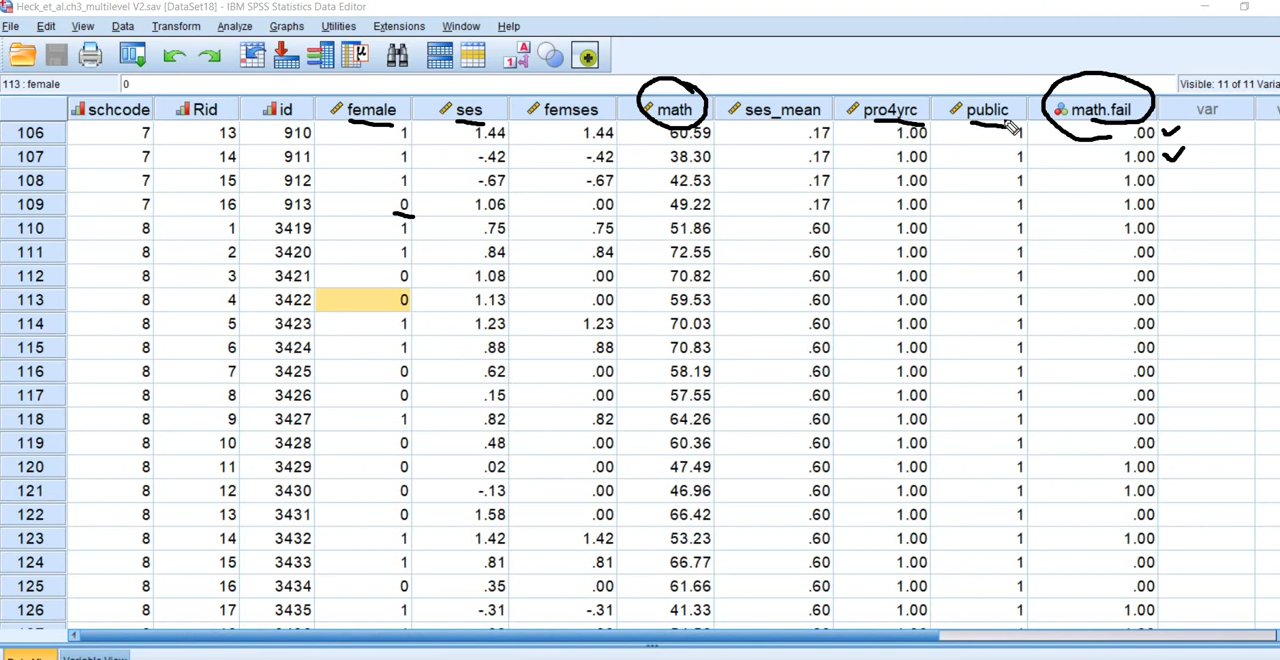 Heck_et_al.ch3_multilevel V2.sav [DataSet18] - IBM SPSS Statistics Data Editor
File Edit View Data Transform Analyze Graphs Utilities Extensions Window Help
113 : female 0 Visible: 11 of 11 Varia
schcode Rid id female ses femses math ses_mean pro4yrc public math.fail var
106 7 13 910 1 1.44 1.44 60.59 .17 1.00 1 .00
107 7 14 911 1 -.42 -.42 38.30 .17 1.00 1 1.00
108 7 15 912 1 -.67 -.67 42.53 .17 1.00 1 1.00
109 7 16 913 0 1.06 .00 49.22 .17 1.00 1 1.00
110 8 1 3419 1 .75 .75 51.86 .60 1.00 1 1.00
111 8 2 3420 1 .84 .84 72.55 .60 1.00 1 .00
112 8 3 3421 0 1.08 .00 70.82 .60 1.00 1 .00
113 8 4 3422 0 1.13 .00 59.53 .60 1.00 1 .00
114 8 5 3423 1 1.23 1.23 70.03 .60 1.00 1 .00
115 8 6 3424 1 .88 .88 70.83 .60 1.00 1 .00
116 8 7 3425 0 .62 .00 58.19 .60 1.00 1 .00
117 8 8 3426 0 .15 .00 57.55 .60 1.00 1 .00
118 8 9 3427 1 .82 .82 64.26 .60 1.00 1 .00
119 8 10 3428 0 .48 .00 60.36 .60 1.00 1 .00
120 8 11 3429 0 .02 .00 47.49 .60 1.00 1 1.00
121 8 12 3430 0 -.13 .00 46.96 .60 1.00 1 1.00
122 8 13 3431 0 1.58 .00 66.42 .60 1.00 1 .00
123 8 14 3432 1 1.42 1.42 53.23 .60 1.00 1 1.00
124 8 15 3433 1 .81 .81 66.77 .60 1.00 1 .00
125 8 16 3434 0 .35 .00 61.66 .60 1.00 1 .00
126 8 17 3435 1 -.31 -.31 41.33 .60 1.00 1 1.00